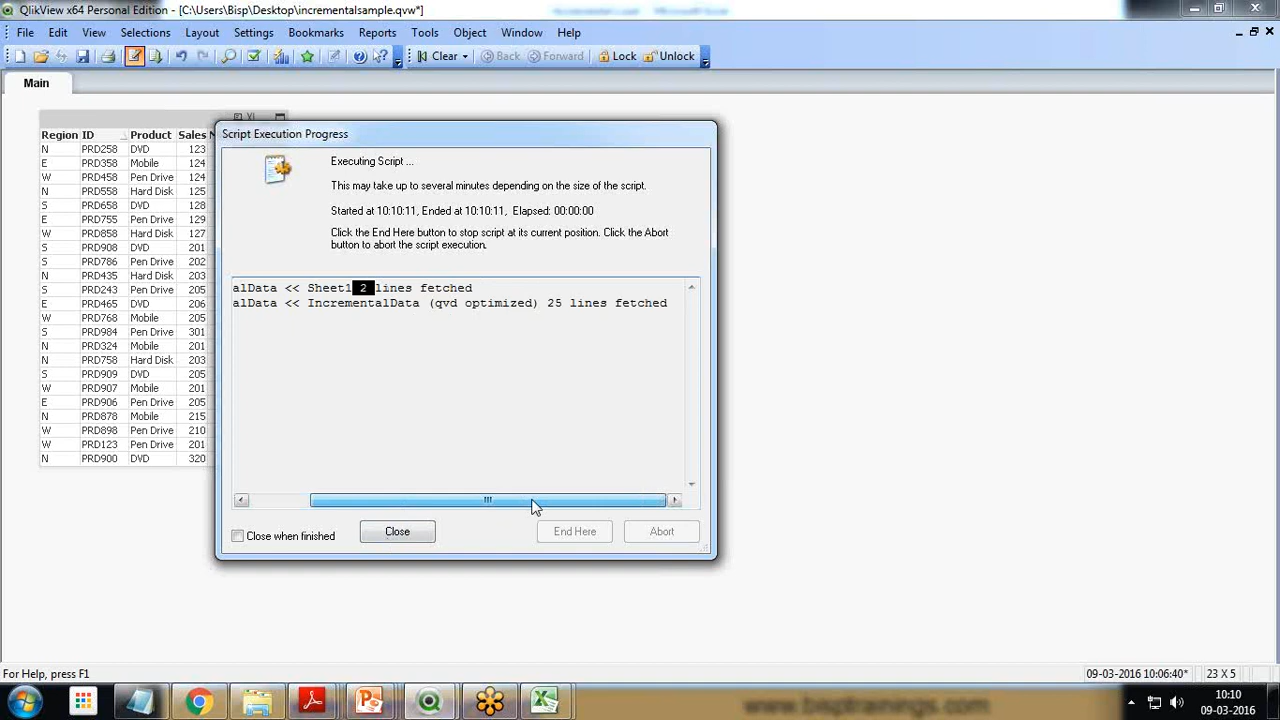 QlikView x64 Personal Edition - [C:\Users\Bisp\Desktop\incrementalsample.qvw*]
File Edit View Selections Layout Settings Bookmarks Reports Tools Object Window Help
Clear Back Forward Lock Unlock
Main
Region ID Product Sales
N PRD258 DVD 123
E PRD358 Mobile 124
W PRD458 Pen Drive 124
N PRD558 Hard Disk 125
S PRD658 DVD 128
E PRD755 Pen Drive 129
W PRD858 Hard Disk 127
S PRD908 DVD 201
S PRD786 Pen Drive 202
N PRD435 Hard Disk 203
S PRD243 Pen Drive 205
E PRD465 DVD 206
W PRD768 Mobile 205
S PRD984 Pen Drive 301
N PRD324 Mobile 201
N PRD758 Hard Disk 203
S PRD909 DVD 205
W PRD907 Mobile 201
E PRD906 Pen Drive 205
N PRD878 Mobile 215
W PRD898 Pen Drive 210
W PRD123 Pen Drive 201
N PRD900 DVD 320
Script Execution Progress
Executing Script ...
This may take up to several minutes depending on the size of the script.
Started at 10:10:11, Ended at 10:10:11, Elapsed: 00:00:00
Click the End Here button to stop script at its current position. Click the Abort
button to abort the script execution.
alData << Sheet1 2 lines fetched
alData << IncrementalData (qvd optimized) 25 lines fetched
Close when finished
Close
End Here
Abort
For Help, press F1
09-03-2016 10:06:40*
23 X 5
www.bisptrainings.com
10:10
09-03-2016